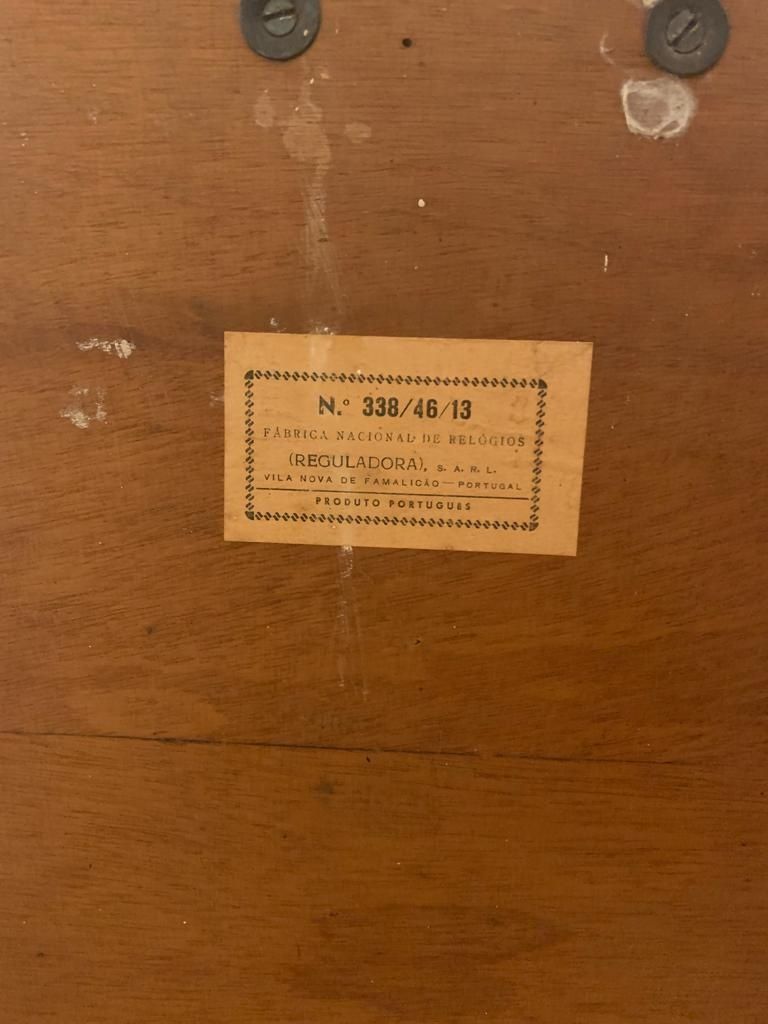 N.º 338/46/13
FÁBRICA NACIONAL DE RELÓGIOS
(REGULADORA), S. A. R. L.
VILA NOVA DE FAMALICÃO — PORTUGAL
PRODUTO PORTUGUES